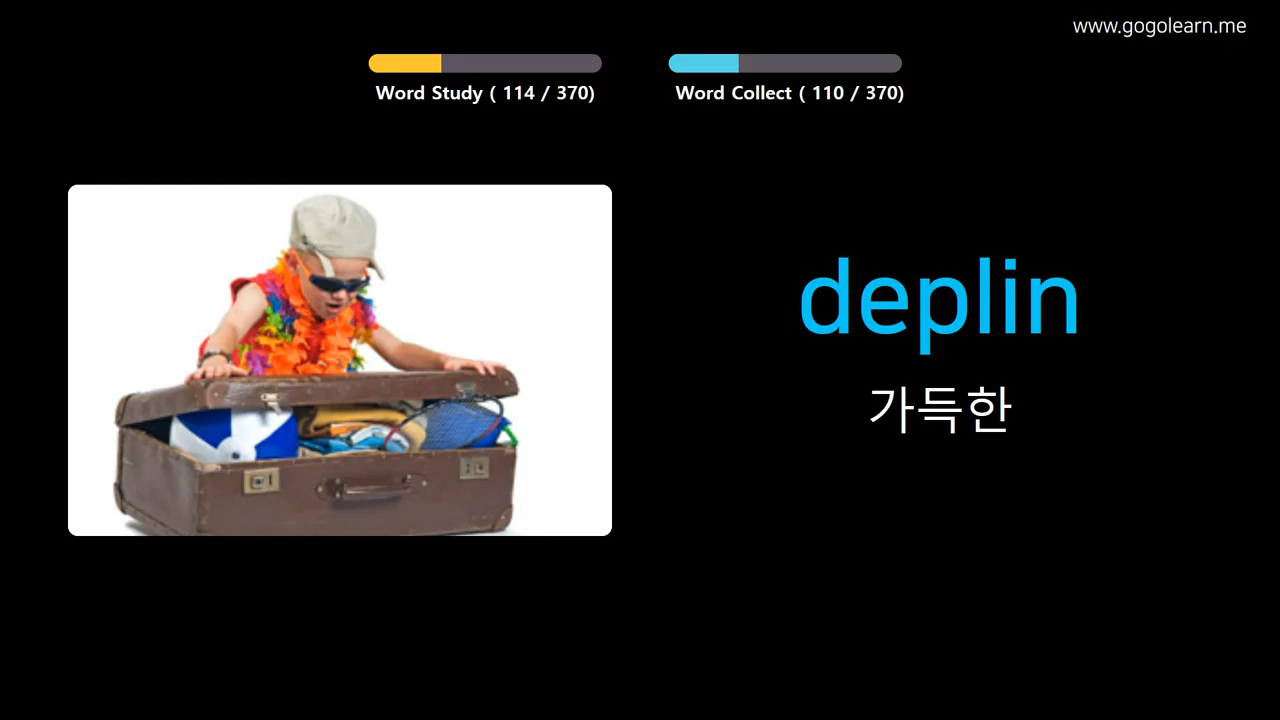 www.gogolearn.me
Word Study ( 114 / 370)
Word Collect ( 110 / 370)
deplin
가득한